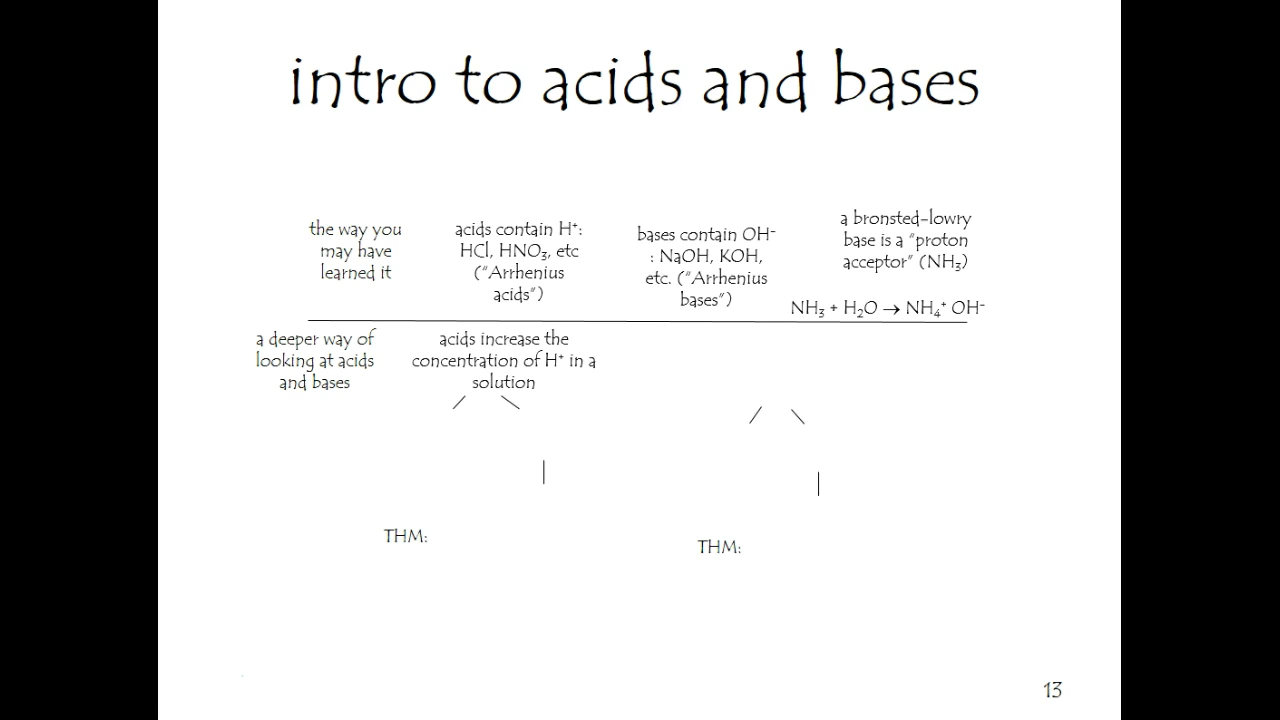 intro to acids and bases
the way you
may have
learned it
acids contain H⁺:
HCl, HNO₃, etc
("Arrhenius
acids")
bases contain OH⁻
: NaOH, KOH,
etc. ("Arrhenius
bases")
a bronsted-lowry
base is a "proton
acceptor" (NH₃)
NH₃ + H₂O → NH₄⁺ OH⁻
a deeper way of
looking at acids
and bases
acids increase the
concentration of H⁺ in a
solution
THM:
THM:
13